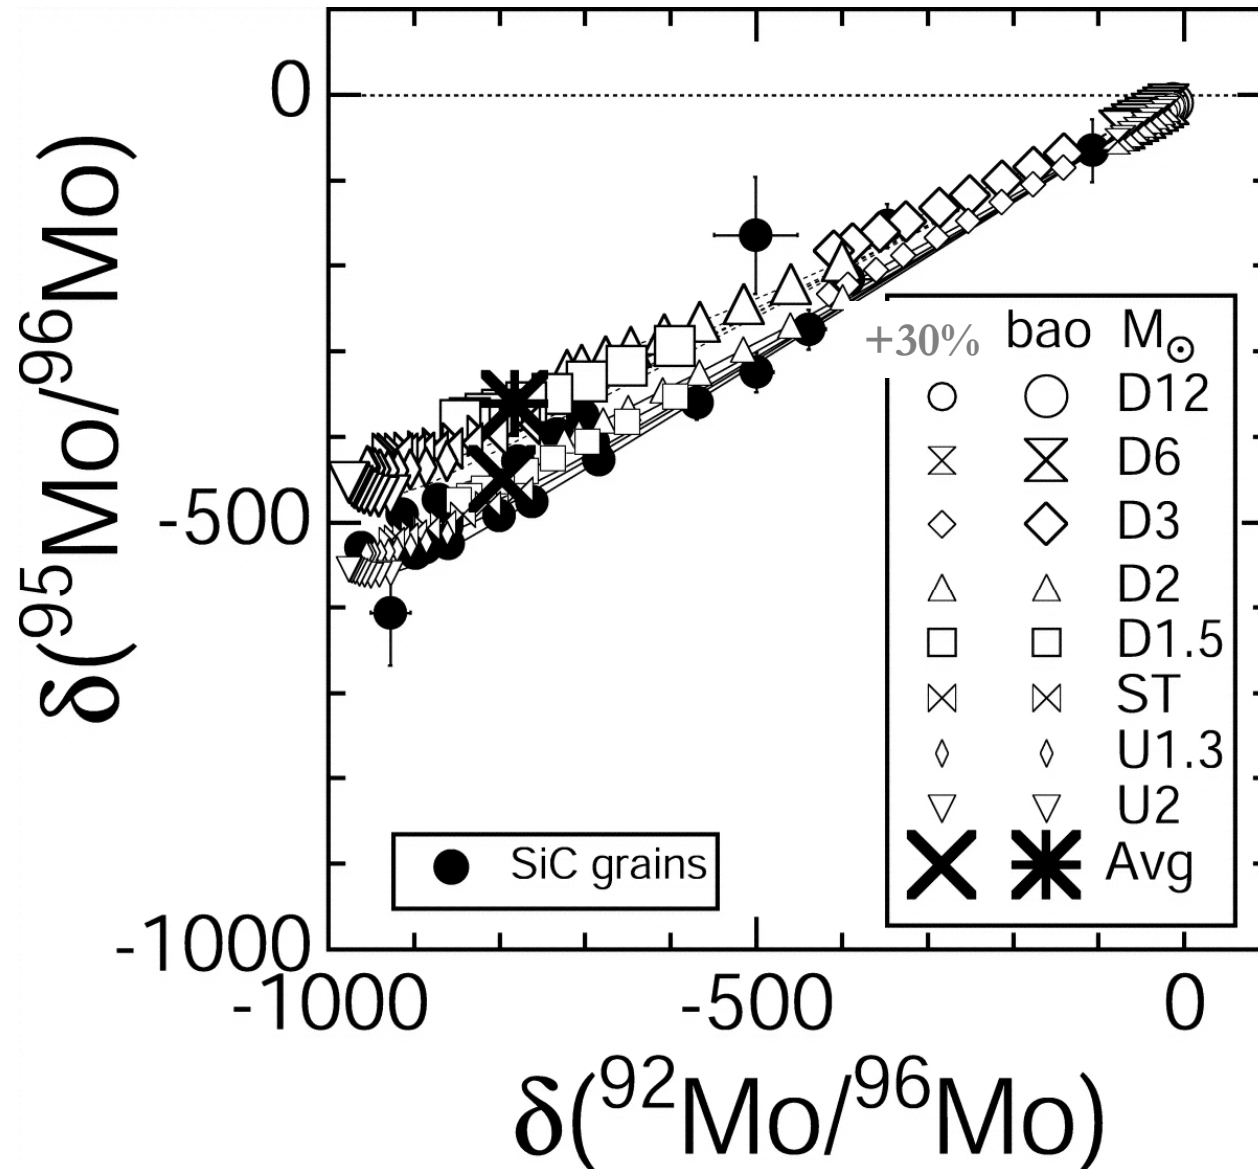 0
-500
-1000
-1000 -500 0
δ(⁹⁵Mo/⁹⁶Mo)
δ(⁹²Mo/⁹⁶Mo)
+30% bao M⊙
D12
D6
D3
D2
D1.5
ST
U1.3
U2
Avg
SiC grains